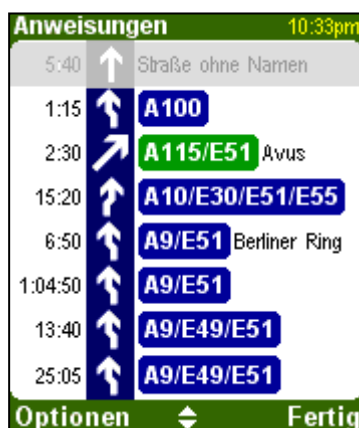 Anweisungen 10:33pm
5:40 Straße ohne Namen
1:15 A100
2:30 A115/E51 Avus
15:20 A10/E30/E51/E55
6:50 A9/E51 Berliner Ring
1:04:50 A9/E51
13:40 A9/E49/E51
25:05 A9/E49/E51
Optionen Fertig